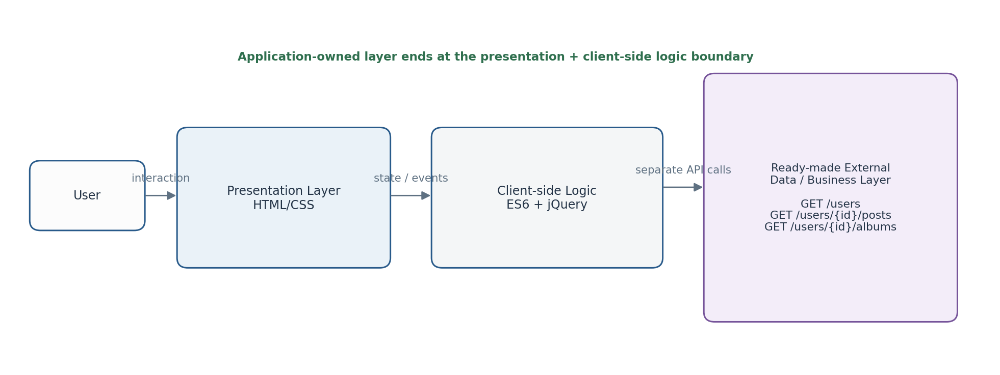 Application-owned layer ends at the presentation + client-side logic boundary
User
interaction
Presentation Layer
HTML/CSS
state / events
Client-side Logic
ES6 + jQuery
separate API calls
Ready-made External
Data / Business Layer
GET /users
GET /users/{id}/posts
GET /users/{id}/albums